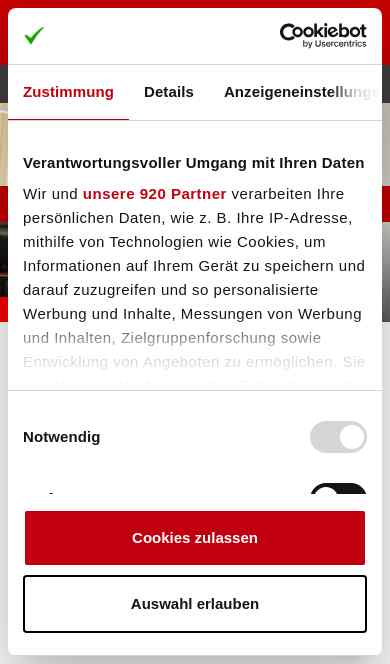 Cookiebot
by Usercentrics
Zustimmung Details
Verantwortungsvoller Umgang mit Ihren Daten
Wir und unsere 920 Partner verarbeiten Ihre
persönlichen Daten, wie z. B. Ihre IP-Adresse,
mithilfe von Technologien wie Cookies, um
Informationen auf Ihrem Gerät zu speichern und
darauf zuzugreifen und so personalisierte
Werbung und Inhalte, Messungen von Werbung
und Inhalten, Zielgruppenforschung sowie
Entwicklung von Angeboten zu ermöglichen. Sie
Notwendig
Cookies zulassen
Auswahl erlauben